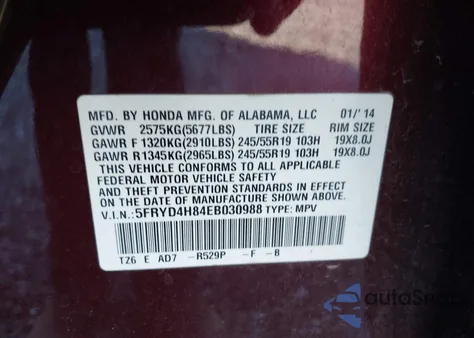 MFD. BY HONDA MFG. OF ALABAMA, LLC 01/'14
GVWR 2575KG(5677LBS) TIRE SIZE RIM SIZE
GAWR F 1320KG(2910LBS) 245/55R19 103H 19X8.0J
GAWR R1345KG(2965LBS) 245/55R19 103H 19X8.0J
THIS VEHICLE CONFORMS TO ALL APPLICABLE
FEDERAL MOTOR VEHICLE SAFETY, BUMPER,
AND THEFT PREVENTION STANDARDS IN EFFECT
ON THE DATE OF MANUFACTURE SHOWN ABOVE.
V.I.N.: 5FRYD4H84EB030988 TYPE: MPV
TZ6 E AD7 -R529P -F -B